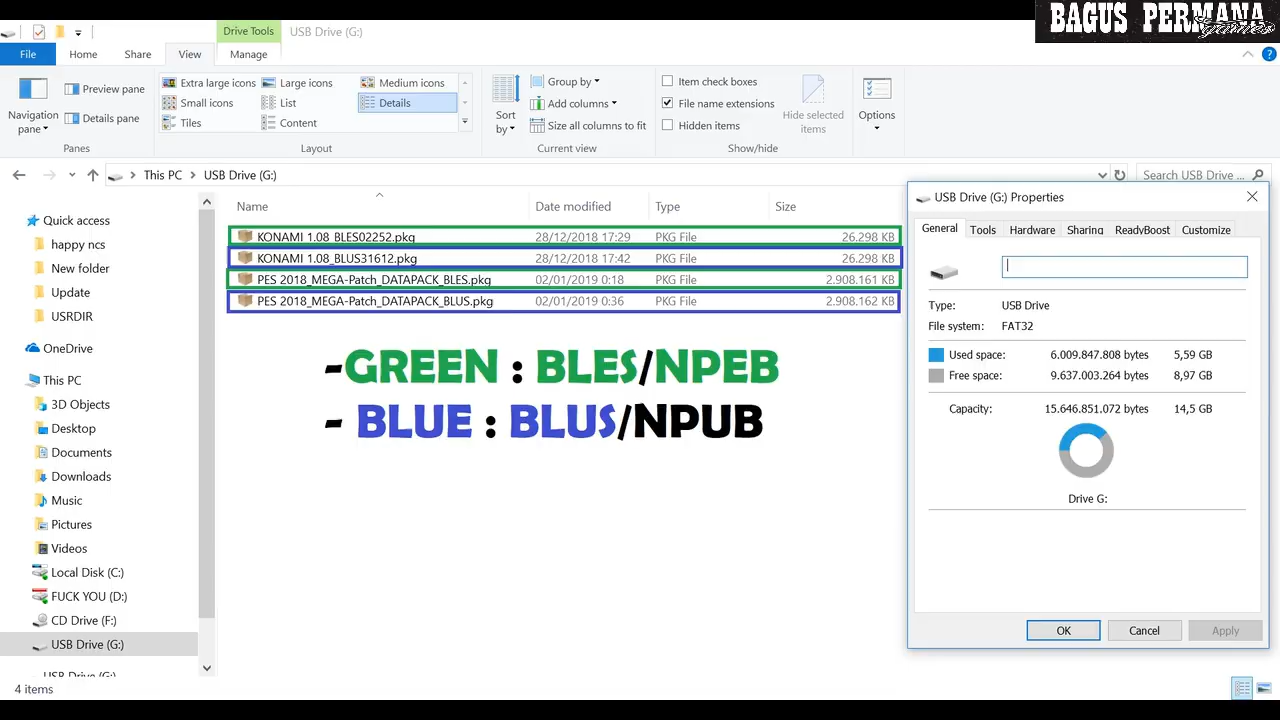 BAGUS PERMANA
Games
Drive Tools
USB Drive (G:)
File
Home
Share
View
Manage
Navigation pane
Preview pane
Details pane
Panes
Extra large icons
Large icons
Medium icons
Small icons
List
Details
Tiles
Content
Layout
Sort by
Group by
Add columns
Size all columns to fit
Current view
Item check boxes
File name extensions
Hidden items
Hide selected items
Show/hide
Options
This PC > USB Drive (G:)
Search USB Drive ...
Quick access
happy ncs
New folder
Update
USRDIR
OneDrive
This PC
3D Objects
Desktop
Documents
Downloads
Music
Pictures
Videos
Local Disk (C:)
FUCK YOU (D:)
CD Drive (F:)
USB Drive (G:)
USB Drive (G:)
Name Date modified Type Size
KONAMI 1.08_BLES02252.pkg 28/12/2018 17:29 PKG File 26.298 KB
KONAMI 1.08_BLUS31612.pkg 28/12/2018 17:42 PKG File 26.298 KB
PES 2018_MEGA-Patch_DATAPACK_BLES.pkg 02/01/2019 0:18 PKG File 2.908.161 KB
PES 2018_MEGA-Patch_DATAPACK_BLUS.pkg 02/01/2019 0:36 PKG File 2.908.162 KB
-GREEN : BLES/NPEB
- BLUE : BLUS/NPUB
USB Drive (G:) Properties
General Tools Hardware Sharing ReadyBoost Customize
Type: USB Drive
File system: FAT32
Used space: 6.009.847.808 bytes 5,59 GB
Free space: 9.637.003.264 bytes 8,97 GB
Capacity: 15.646.851.072 bytes 14,5 GB
Drive G:
OK Cancel Apply
4 items